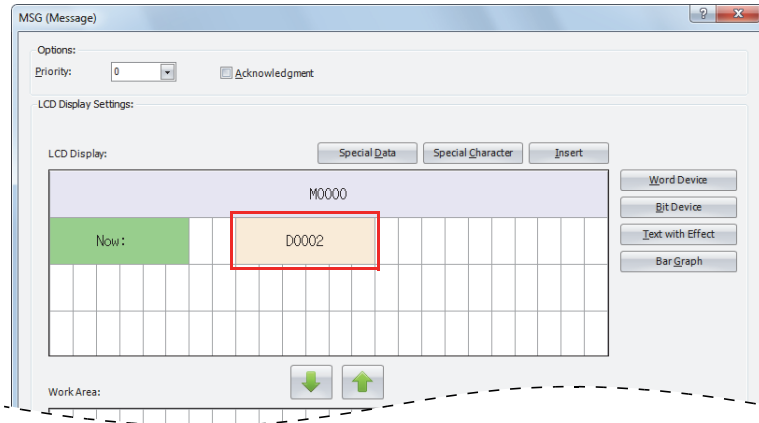 MSG (Message)
Options:
Priority: 0 Acknowledgment
LCD Display Settings:
LCD Display: Special Data Special Character Insert
M0000
Word Device
Bit Device
Now: D0002
Text with Effect
Bar Graph
Work Area: